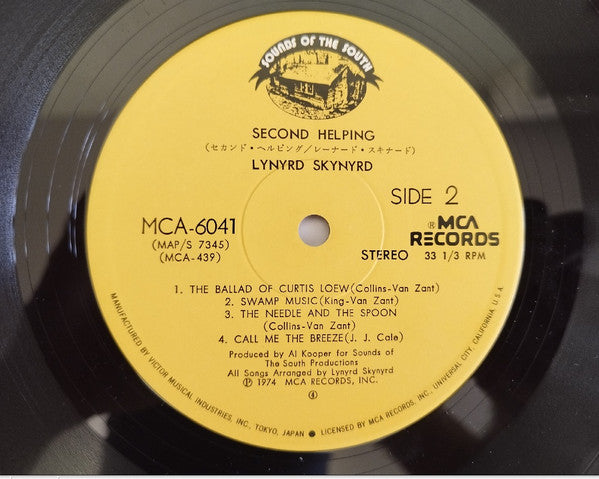 SOUNDS OF THE SOUTH
SECOND HELPING
(セカンド・ヘルピング/レーナード・スキナード)
LYNYRD SKYNYRD
SIDE 2
MCA-6041
(MAP/S 7345)
(MCA-439)
® MCA
RECORDS
STEREO 33 1/3 RPM
1. THE BALLAD OF CURTIS LOEW(Collins-Van Zant)
2. SWAMP MUSIC(King-Van Zant)
3. THE NEEDLE AND THE SPOON
(Collins-Van Zant)
4. CALL ME THE BREEZE(J. J. Cale)
Produced by Al Kooper for Sounds of
The South Productions
All Songs Arranged by Lynyrd Skynyrd
℗ 1974 MCA RECORDS, INC.
④
MANUFACTURED BY VICTOR MUSICAL INDUSTRIES, INC., TOKYO, JAPAN ● LICENSED BY MCA RECORDS, INC., UNIVERSAL CITY, CALIFORNIA, U.S.A.